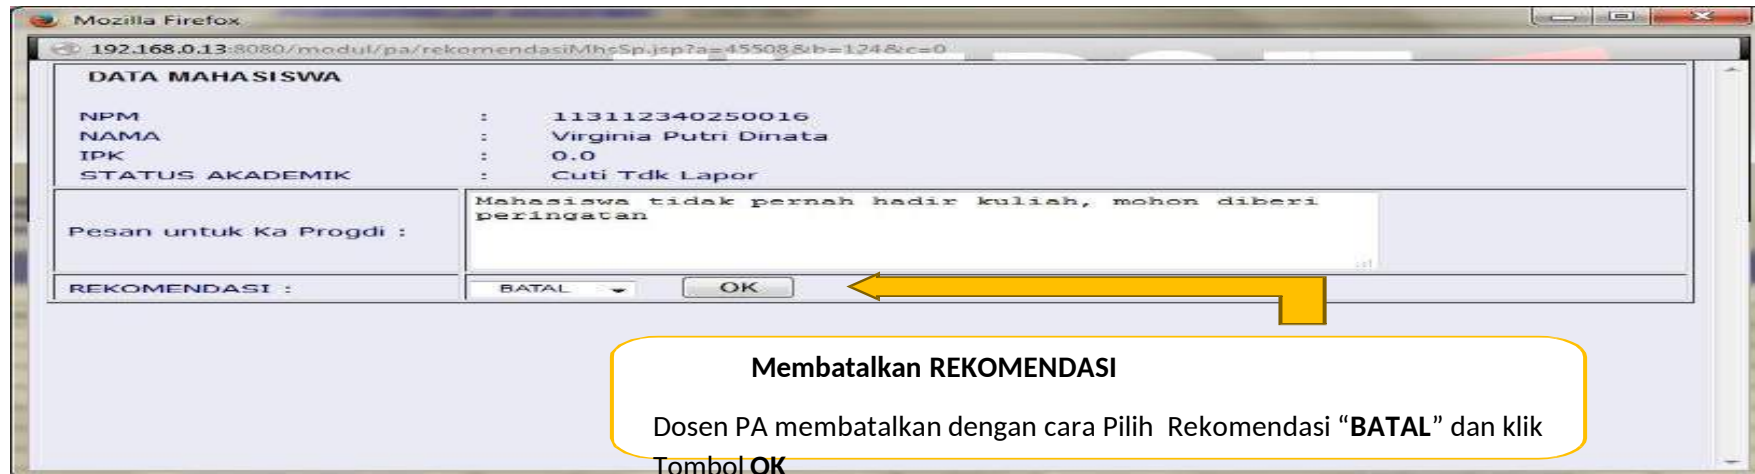 Mozilla Firefox
192.168.0.13:8080/modul/pa/rekomendasiMhsSp.jsp?a=45508&b=124&c=0
DATA MAHASISWA
NPM : 113112340250016
NAMA : Virginia Putri Dinata
IPK : 0.0
STATUS AKADEMIK : Cuti Tdk Lapor
Pesan untuk Ka Progdi :
Mahasiswa tidak pernah hadir kuliah, mohon diberi
peringatan
REKOMENDASI : BATAL OK
Membatalkan REKOMENDASI
Dosen PA membatalkan dengan cara Pilih Rekomendasi “BATAL” dan klik
Tombol OK